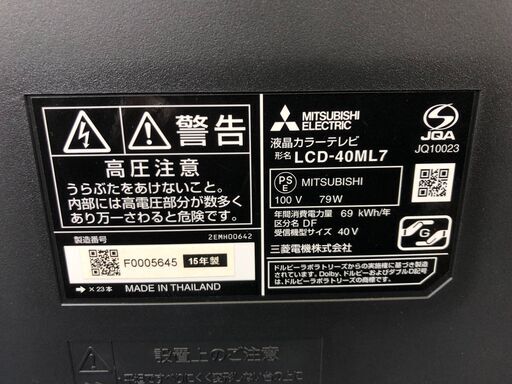 警告
高圧注意
うらぶたをあけないこと。
内部には高電圧部分が数多く
あり万一さわると危険です。
製造番号 2EMH00642
F0005645 15年製
→×23本 MADE IN THAILAND
MITSUBISHI
ELECTRIC
JQA
JQ10023
液晶カラーテレビ
形名 LCD-40ML7
PS
E
MITSUBISHI
100 V 79W
年間消費電力量 69 kWh/年
区分名 DF
受信機型サイズ 40V
三菱電機株式会社
G
ドルビーラボラトリーズからの実施権に基づき製造
されています。Dolby、ドルビーおよびダブルD記号
は、ドルビーラボラトリーズの商標です。
設置上のご注意